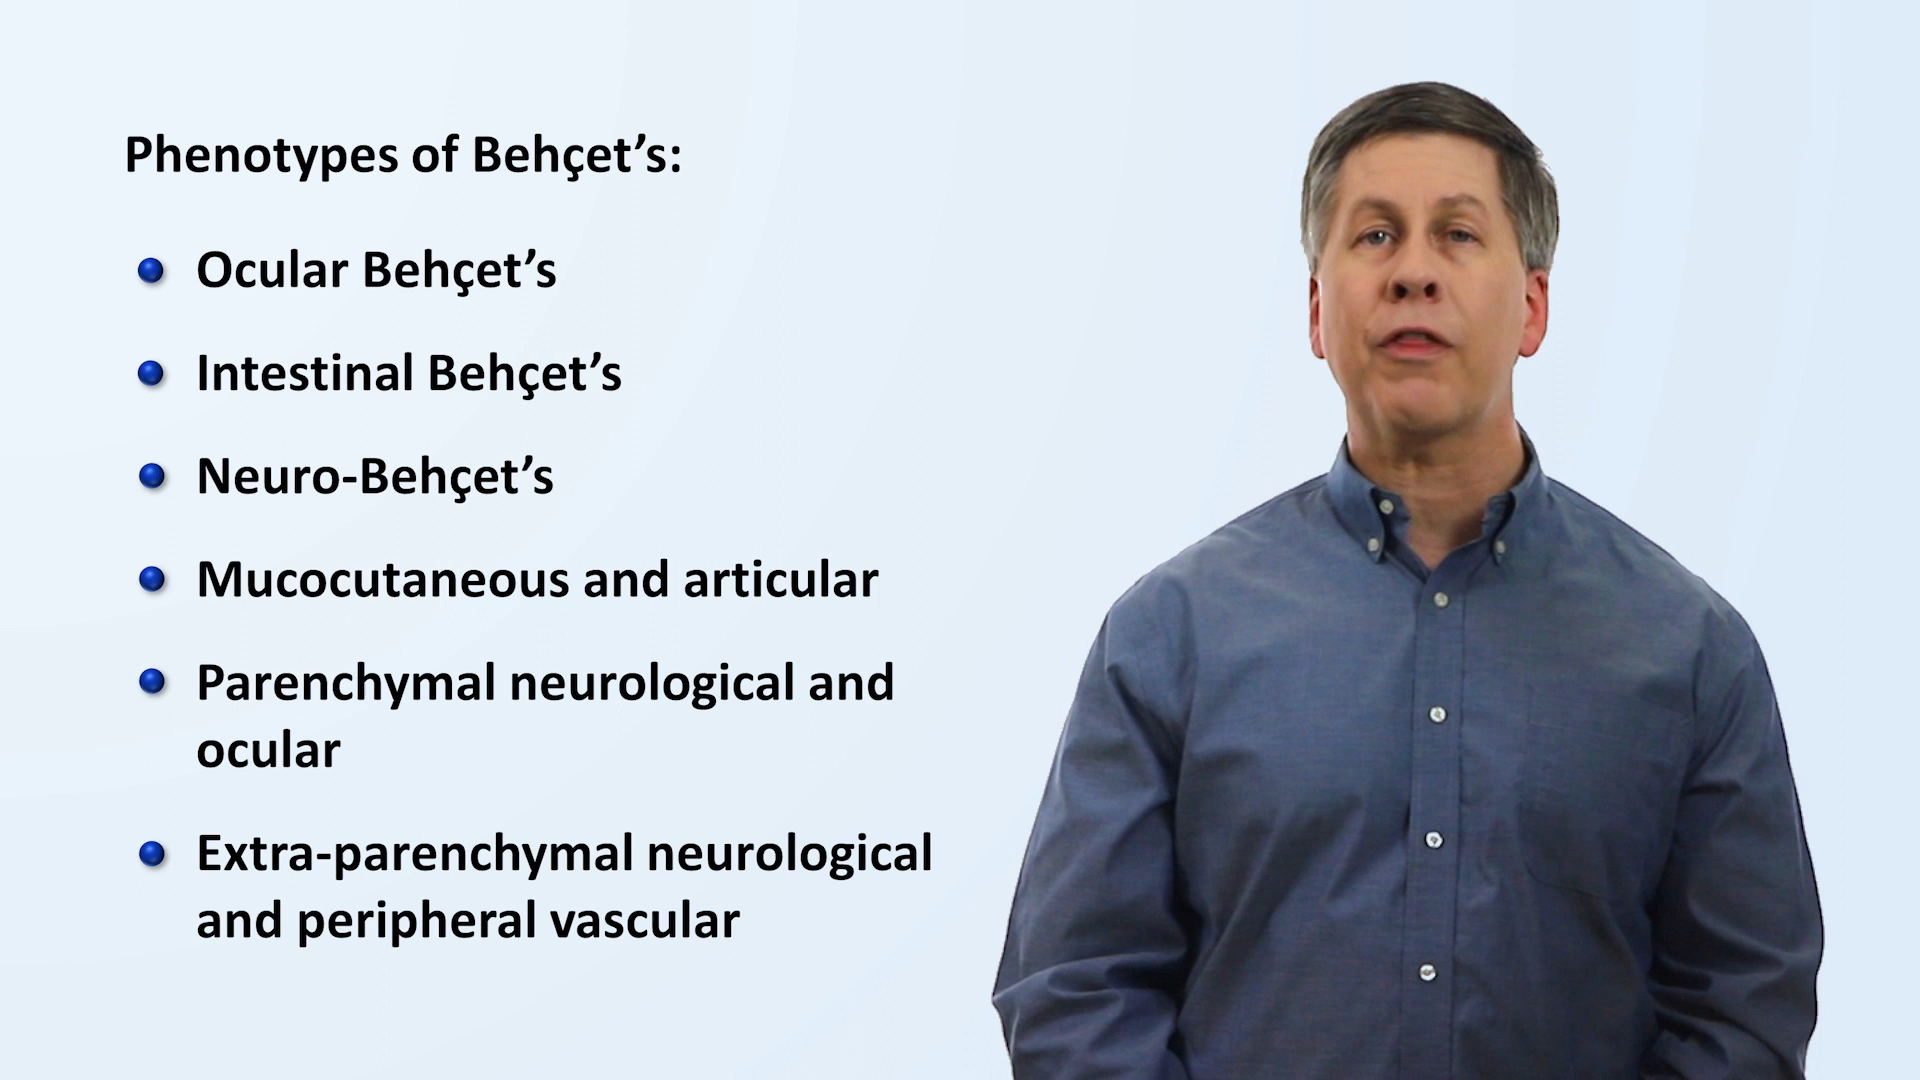 Phenotypes of Behçet’s:
Ocular Behçet’s
Intestinal Behçet’s
Neuro-Behçet’s
Mucocutaneous and articular
Parenchymal neurological and
ocular
Extra-parenchymal neurological
and peripheral vascular